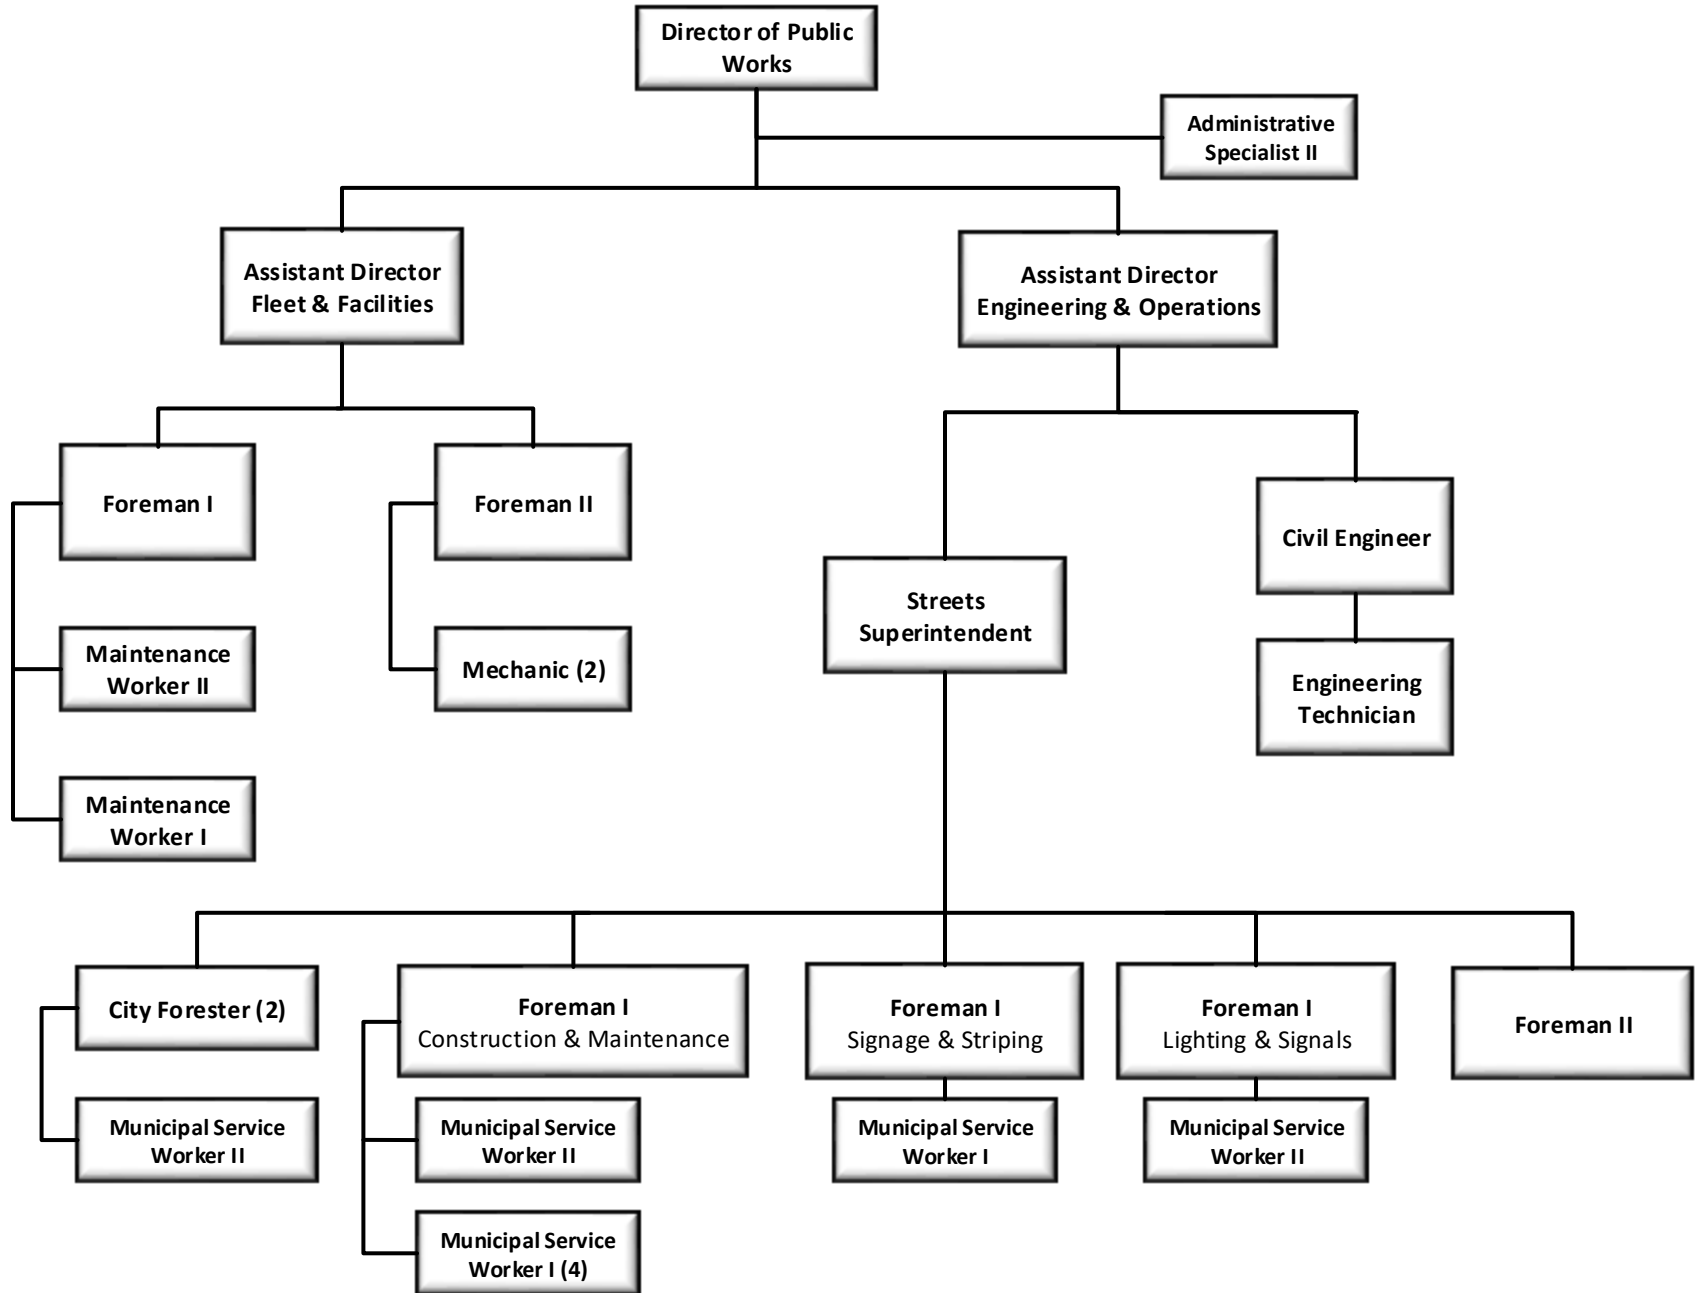 Director of Public
Works
Administrative
Specialist II
Assistant Director
Fleet & Facilities
Assistant Director
Engineering & Operations
Foreman I
Foreman II
Civil Engineer
Streets
Superintendent
Maintenance
Worker II
Mechanic (2)
Engineering
Technician
Maintenance
Worker I
City Forester (2)
Foreman I
Construction & Maintenance
Foreman I
Signage & Striping
Foreman I
Lighting & Signals
Foreman II
Municipal Service
Worker II
Municipal Service
Worker II
Municipal Service
Worker I
Municipal Service
Worker II
Municipal Service
Worker I (4)